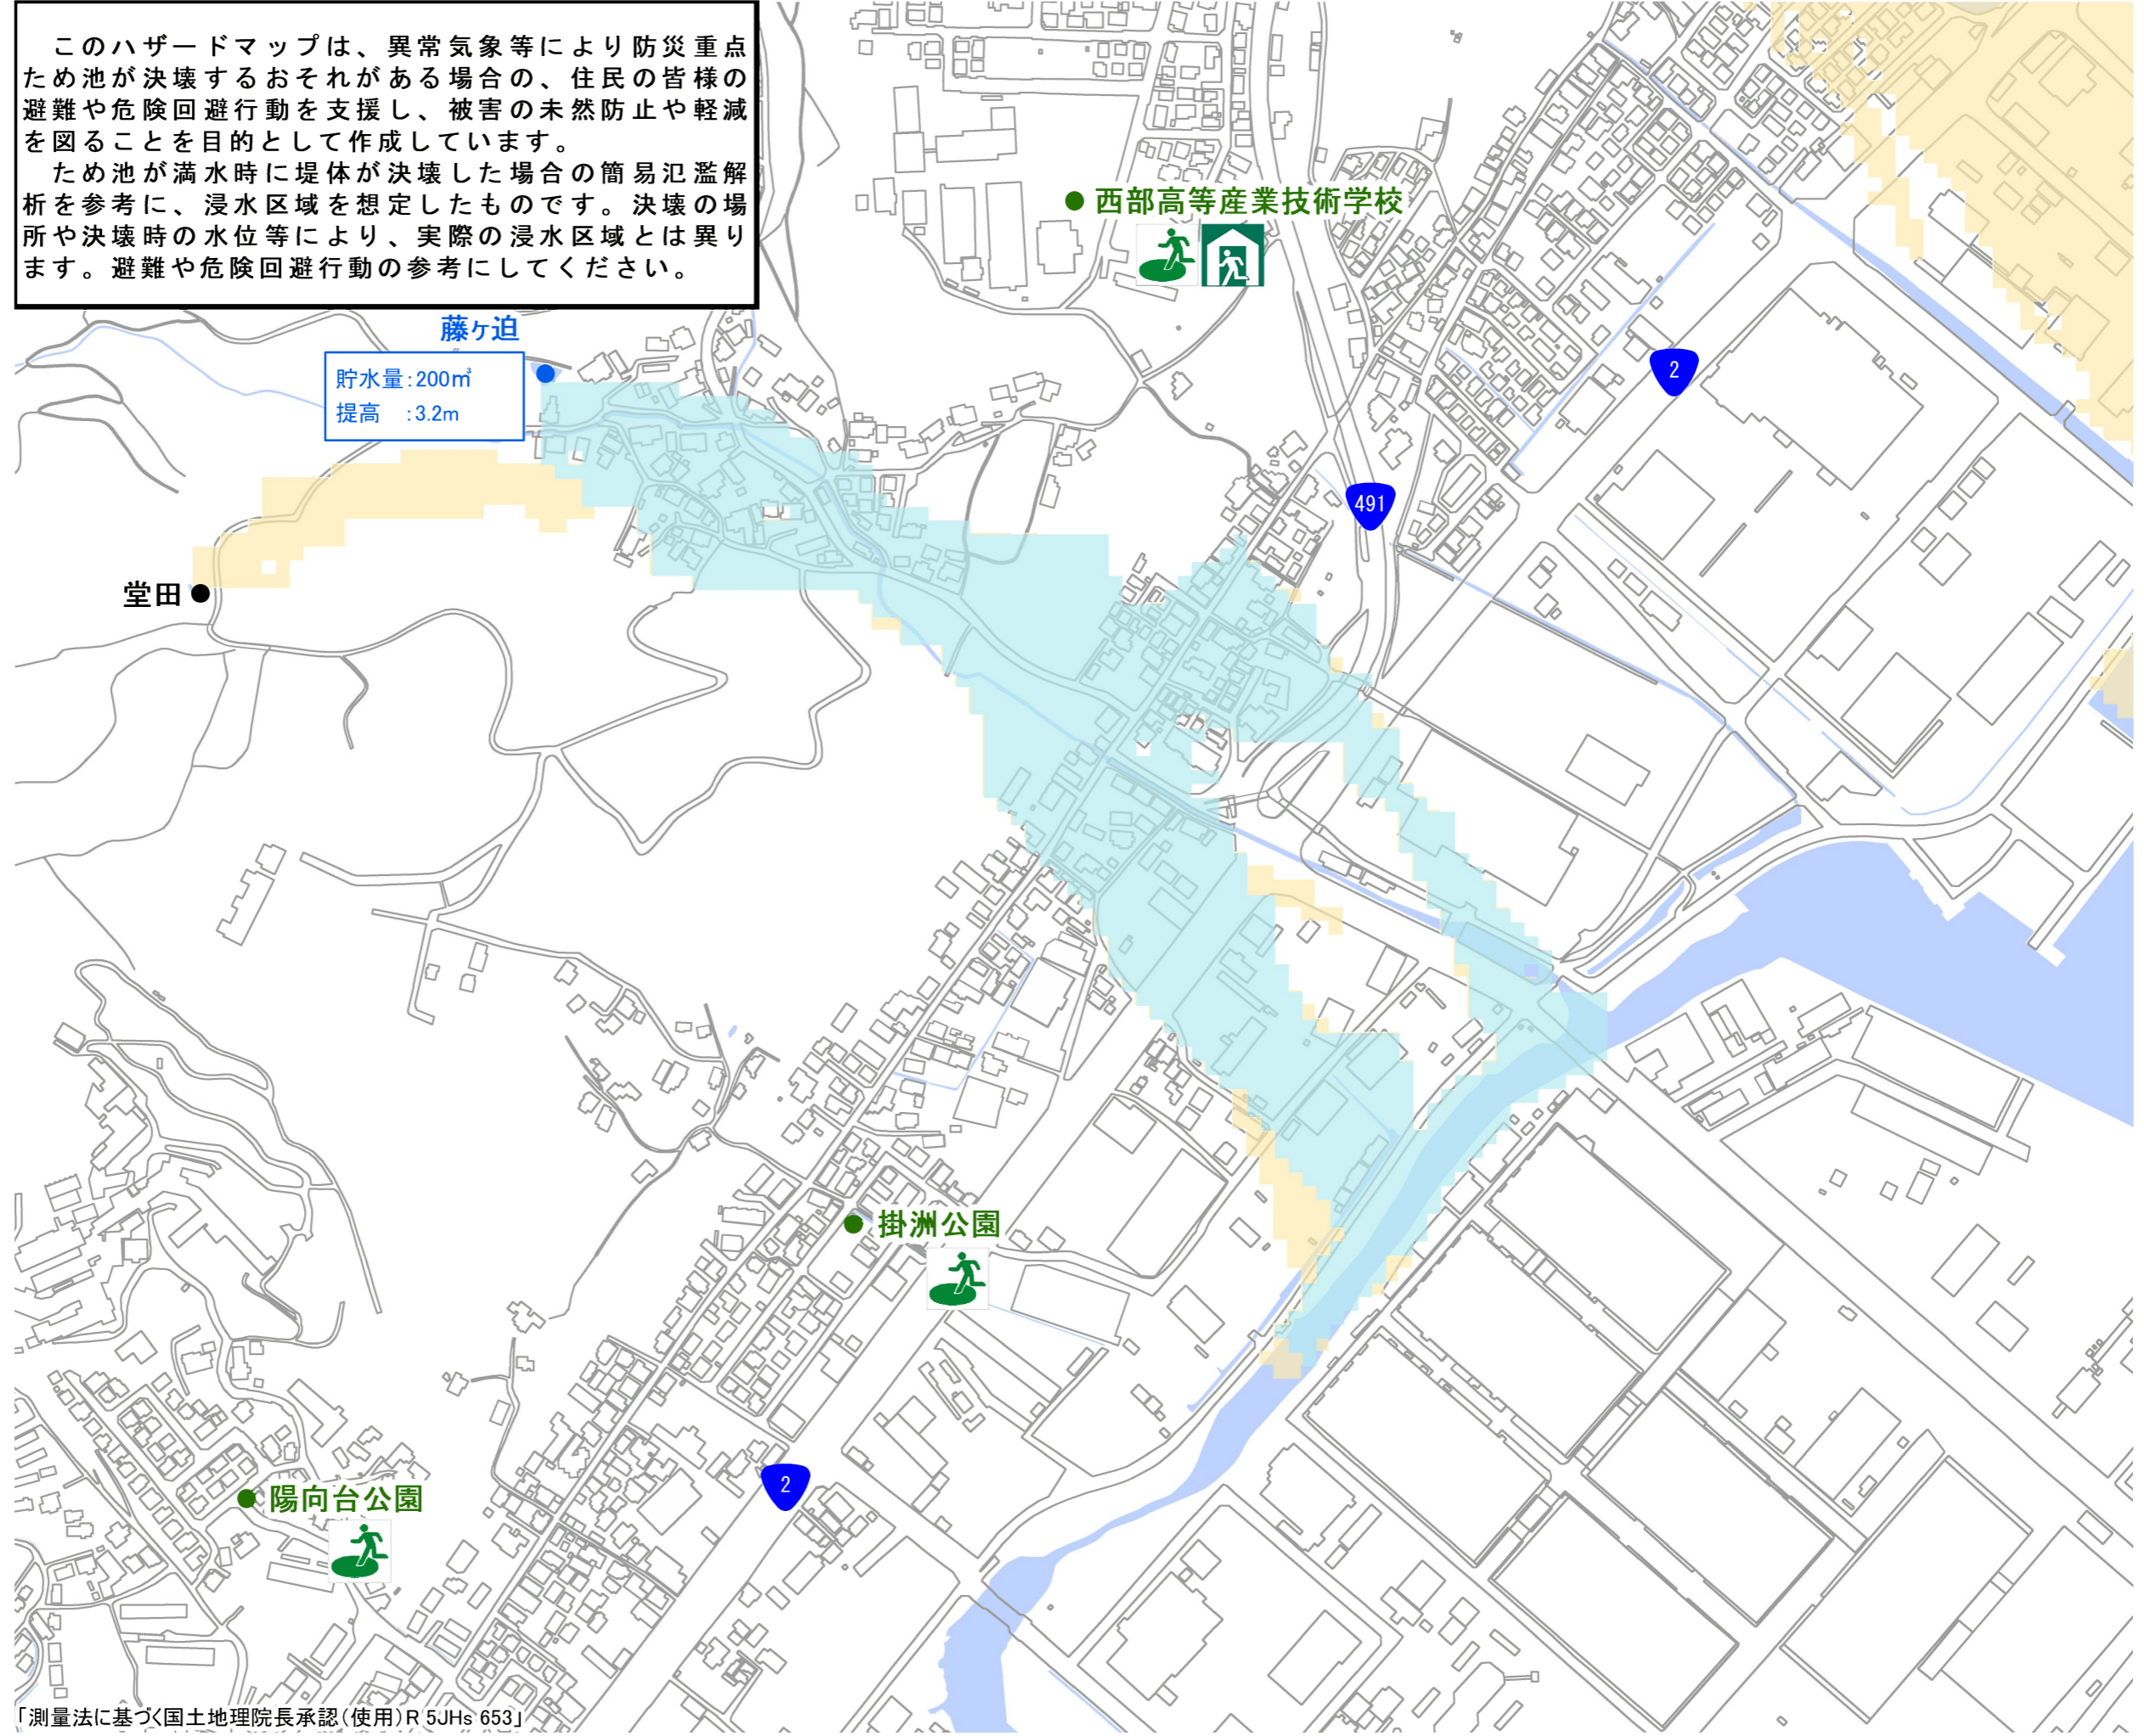 このハザードマップは、異常気象等により防災重点
ため池が決壊するおそれがある場合の、住民の皆様の
避難や危険回避行動を支援し、被害の未然防止や軽減
を図ることを目的として作成しています。
ため池が満水時に堤体が決壊した場合の簡易氾濫解
析を参考に、浸水区域を想定したものです。決壊の場
所や決壊時の水位等により、実際の浸水区域とは異り
ます。避難や危険回避行動の参考にしてください。
西部高等産業技術学校
藤ヶ迫
貯水量:200㎥
提高 :3.2m
2
491
堂田
掛洲公園
2
陽向台公園
「測量法に基づく国土地理院長承認(使用)R 5JHs 653」